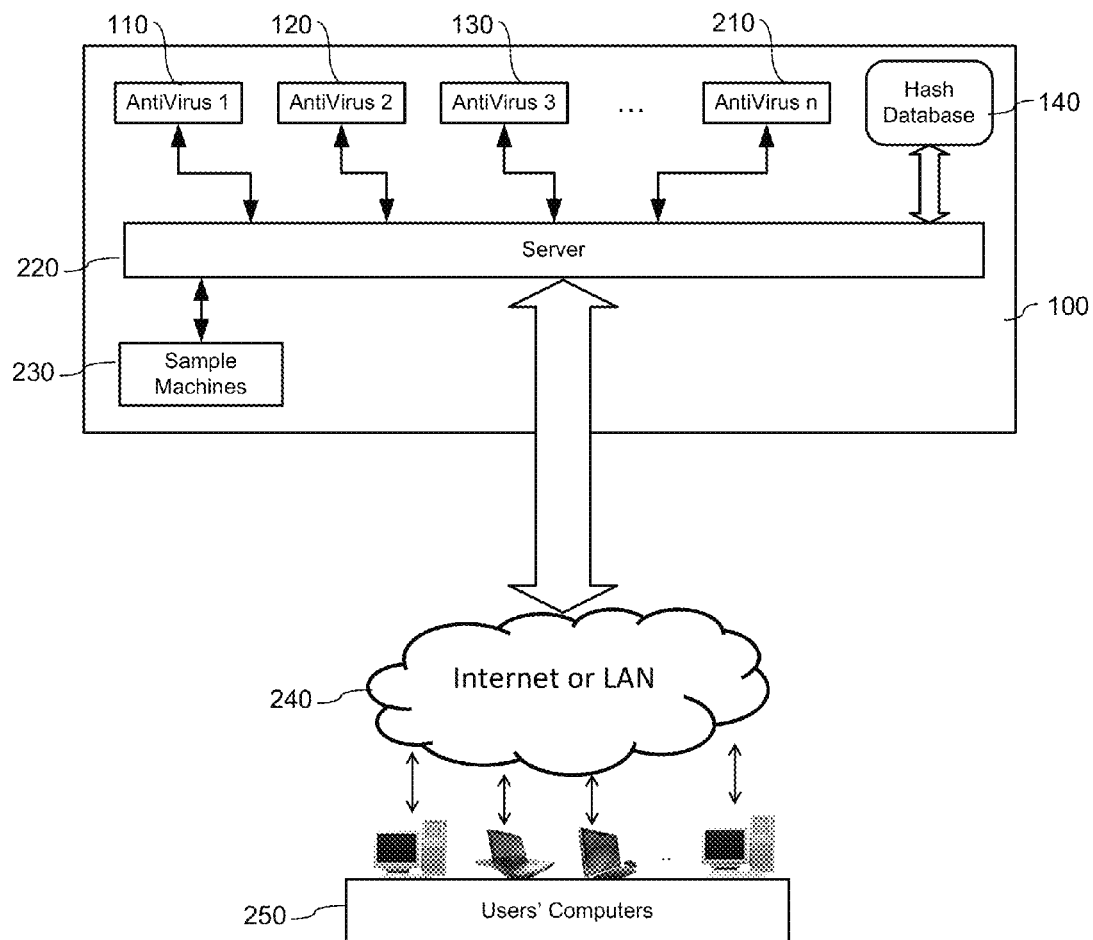 110
120
130
210
AntiVirus 1
AntiVirus 2
AntiVirus 3
...
AntiVirus n
Hash
Database
140
Server
220
100
230
Sample
Machines
Internet or LAN
240
..
250
Users' Computers